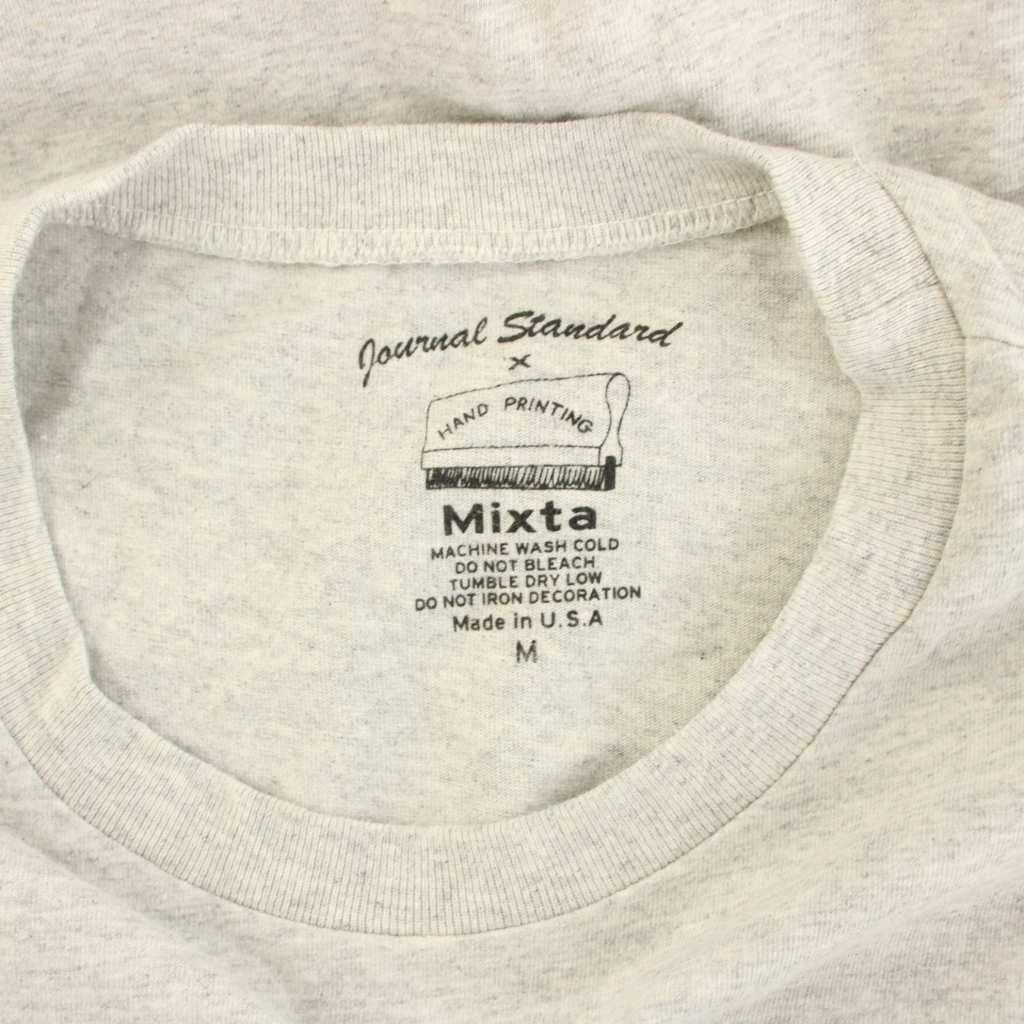 Journal Standard
×
HAND PRINTING
Mixta
MACHINE WASH COLD
DO NOT BLEACH
TUMBLE DRY LOW
DO NOT IRON DECORATION
Made in U.S.A
M